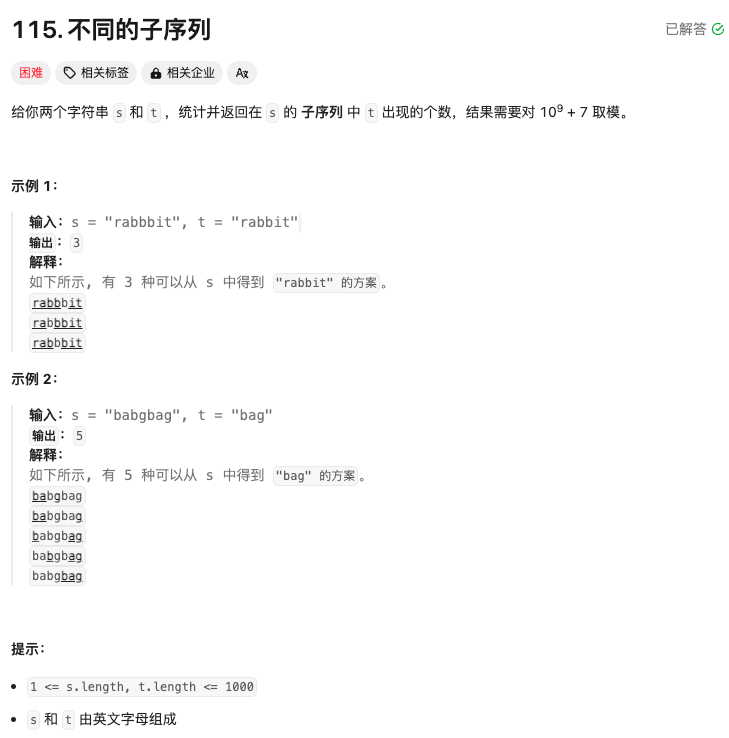 115. 不同的子序列
已解答
困难 相关标签 相关企业 Ax
给你两个字符串 s 和 t ，统计并返回在 s 的 子序列 中 t 出现的个数，结果需要对 10⁹ + 7 取模。
示例 1：
输入：s = "rabbbit", t = "rabbit"
输出：3
解释：
如下所示, 有 3 种可以从 s 中得到 "rabbit" 的方案。
rabbbit
rabbbit
rabbbit
示例 2：
输入：s = "babgbag", t = "bag"
输出：5
解释：
如下所示, 有 5 种可以从 s 中得到 "bag" 的方案。
babgbag
babgbag
babgbag
babgbag
babgbag
提示：
1 <= s.length, t.length <= 1000
s 和 t 由英文字母组成